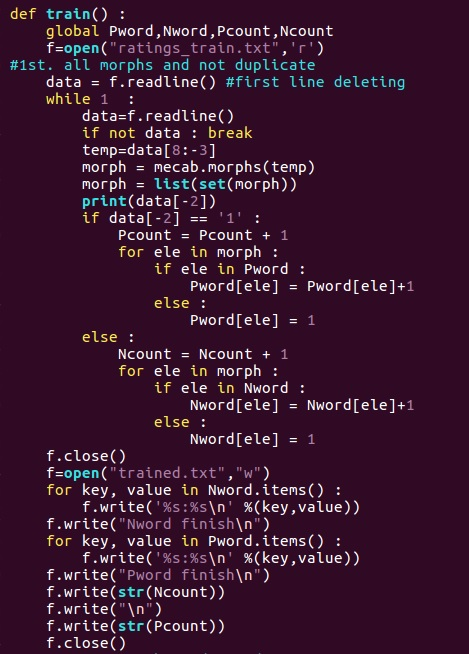 def train() :
    global Pword,Nword,Pcount,Ncount
    f=open("ratings_train.txt",'r')
#1st. all morphs and not duplicate
    data = f.readline() #first line deleting
    while 1  :
        data=f.readline()
        if not data : break
        temp=data[8:-3]
        morph = mecab.morphs(temp)
        morph = list(set(morph))
        print(data[-2])
        if data[-2] == '1' :
            Pcount = Pcount + 1
            for ele in morph :
                if ele in Pword :
                    Pword[ele] = Pword[ele]+1
                else :
                    Pword[ele] = 1
        else :
            Ncount = Ncount + 1
            for ele in morph :
                if ele in Nword :
                    Nword[ele] = Nword[ele]+1
                else :
                    Nword[ele] = 1
    f.close()
    f=open("trained.txt","w")
    for key, value in Nword.items() :
        f.write('%s:%s\n' %(key,value))
    f.write("Nword finish\n")
    for key, value in Pword.items() :
        f.write('%s:%s\n' %(key,value))
    f.write("Pword finish\n")
    f.write(str(Ncount))
    f.write("\n")
    f.write(str(Pcount))
    f.close()